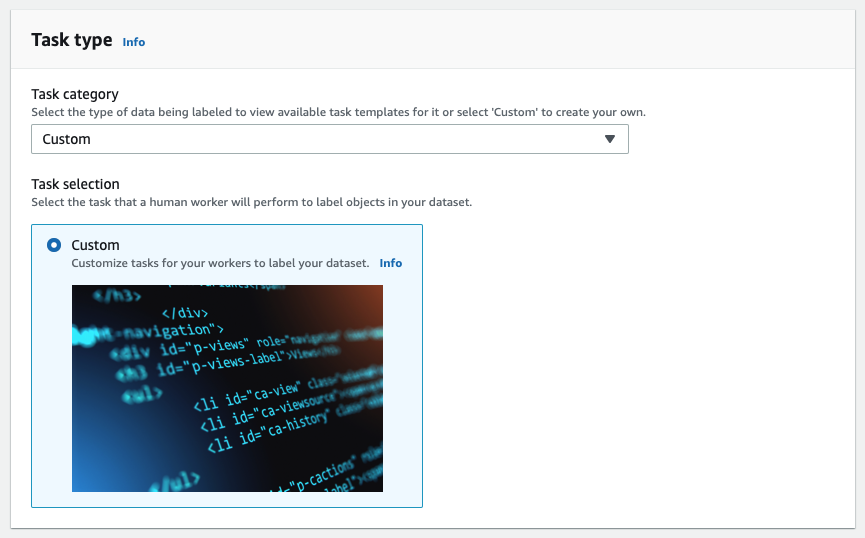 Task type Info
Task category
Select the type of data being labeled to view available task templates for it or select 'Custom' to create your own.
Custom
Task selection
Select the task that a human worker will perform to label objects in your dataset.
Custom
Customize tasks for your workers to label your dataset. Info
</h3>
</div>
-navigation">
<div id="p-views" role="navigation"
<h3 id="p-views-label">Views</h3>
<ul>
<li id="ca-view" class=
<li id="ca-viewsource"><
<li id="ca-history" class=
</ul>
id="p-cactions"
label">